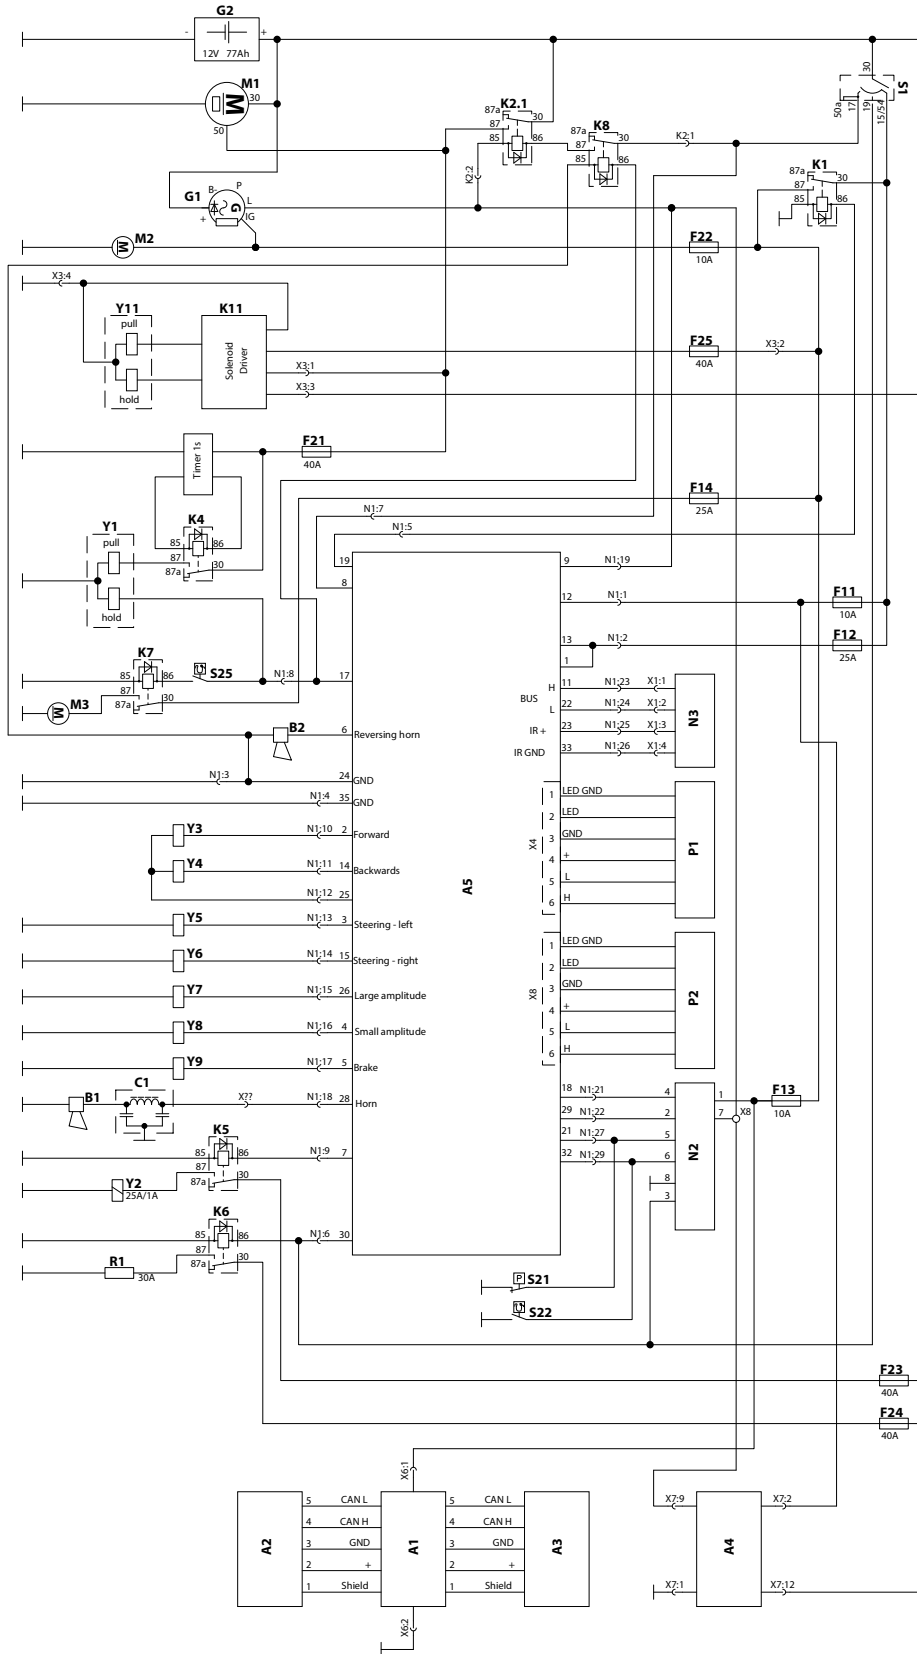 G2
- +
12V 77Ah
M1
M
30
50
30
S1
50a
17
19
15/54
K2.1
87a
30
87
85
86
K8
87a
30
87
85
86
K2:1
K2:2
K1
87a
30
87
85
86
G1
B-
P
L
G
+
IG
M2
M
F22
10A
X3:4
Y11
pull
hold
K11
Solenoid
Driver
F25
40A
X3:2
X3:1
X3:3
Timer 1s
F21
40A
F14
25A
N1:7
N1:5
K4
85
86
87
30
87a
Y1
pull
hold
19
8
9
N1:19
12
N1:1
F11
10A
13
N1:2
F12
25A
1
K7
85
86
87
30
87a
S25
N1:8
17
M3
M
BUS
H
11
N1:23
X1:1
L
22
N1:24
X1:2
IR +
23
N1:25
X1:3
IR GND
33
N1:26
X1:4
N3
B2
6
Reversing horn
N1:3
24
GND
N1:4
35
GND
Y3
N1:10
2
Forward
Y4
N1:11
14
Backwards
N1:12
25
Y5
N1:13
3
Steering - left
Y6
N1:14
15
Steering - right
Y7
N1:15
26
Large amplitude
Y8
N1:16
4
Small amplitude
Y9
N1:17
5
Brake
B1
C1
X??
N1:18
28
Horn
A5
X4
1
LED GND
2
LED
3
GND
4
+
5
L
6
H
P1
X8
1
LED GND
2
LED
3
GND
4
+
5
L
6
H
P2
18
N1:21
4
29
N1:22
2
21
N1:27
5
32
N1:29
6
8
3
N2
1
7
X8
F13
10A
K5
85
86
87
30
87a
N1:9
7
Y2
25A/1A
K6
85
86
87
30
87a
N1:6
30
R1
30A
P
S21
S22
F23
40A
F24
40A
X6:1
A2
5
CAN L
4
CAN H
3
GND
2
+
1
Shield
A1
5
CAN L
4
CAN H
3
GND
2
+
1
Shield
A3
X6:2
X7:9
X7:2
A4
X7:1
X7:12